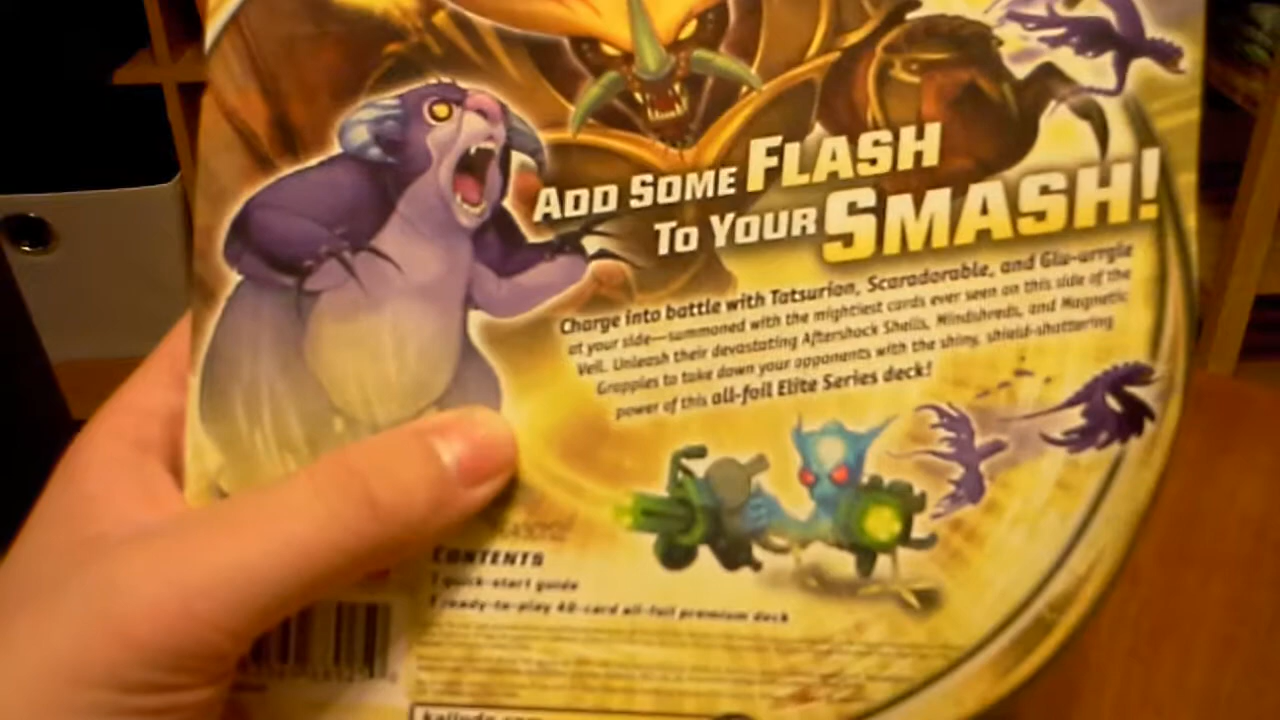 ADD SOME FLASH
TO YOUR SMASH!
Charge into battle with Tatsurion, Scaradorable, and Glu-urrgle
at your side—summoned with the mightiest cards ever seen on this side of the
Veil. Unleash their devastating Aftershock Shells, Mindshreds, and Magnetic
Grapples to take down your opponents with the shiny, shield-shattering
power of this all-foil Elite Series deck!
CONTENTS
1 quick-start guide
1 ready-to-play 40-card all-foil premium deck